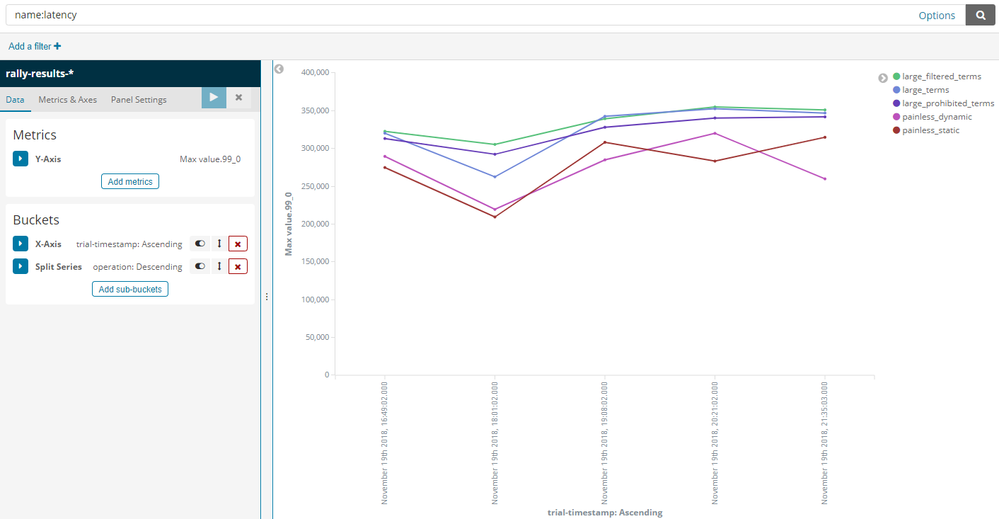 name:latency
Options
Add a filter
rally-results-*
Data Metrics & Axes Panel Settings
Metrics
Y-Axis Max value.99_0
Add metrics
Buckets
X-Axis trial-timestamp: Ascending
Split Series operation: Descending
Add sub-buckets
400,000
350,000
300,000
250,000
200,000
150,000
100,000
50,000
0
Max value.99_0
November 19th 2018, 16:49:02.000
November 19th 2018, 18:01:02.000
November 19th 2018, 19:08:02.000
November 19th 2018, 20:21:02.000
November 19th 2018, 21:35:03.000
trial-timestamp: Ascending
large_filtered_terms
large_terms
large_prohibited_terms
painless_dynamic
painless_static